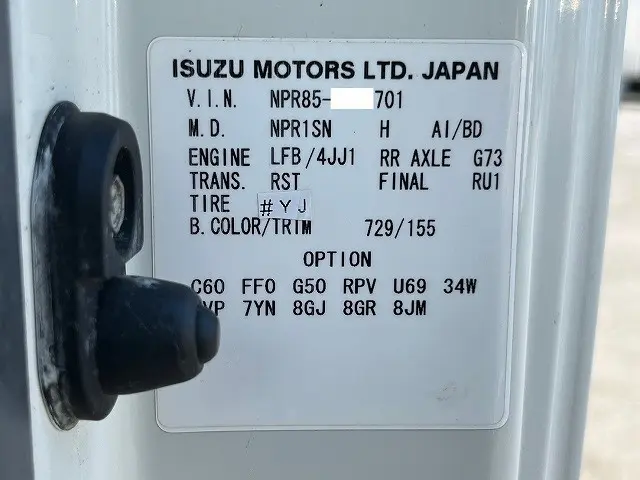 ISUZU MOTORS LTD. JAPAN
V.I.N. NPR85- 701
M.D. NPR1SN H AI/BD
ENGINE LFB/4JJ1 RR AXLE G73
TRANS. RST FINAL RU1
TIRE #YJ
B.COLOR/TRIM 729/155
OPTION
C60 FF0 G50 RPV U69 34W
7YN 8GJ 8GR 8JM